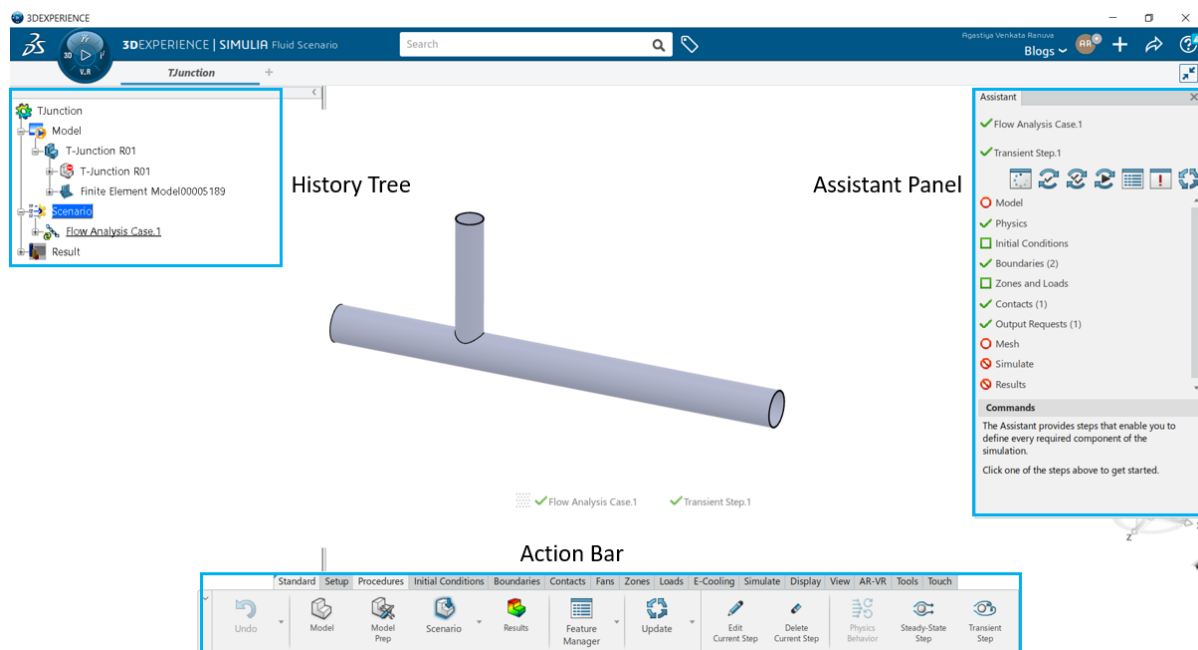 3DEXPERIENCE
3DEXPERIENCE | SIMULIA Fluid Scenario
Search
Agastiya Venkata Ranuva
Blogs
AR
3D
V.R
TJunction
TJunction
Model
T-Junction R01
T-Junction R01
Finite Element Model00005189
Scenario
Flow Analysis Case.1
Result
History Tree
Assistant Panel
Assistant
Flow Analysis Case.1
Transient Step.1
Model
Physics
Initial Conditions
Boundaries (2)
Zones and Loads
Contacts (1)
Output Requests (1)
Mesh
Simulate
Results
Commands
The Assistant provides steps that enable you to
define every required component of the
simulation.
Click one of the steps above to get started.
Flow Analysis Case.1 Transient Step.1
z
Action Bar
Standard Setup Procedures Initial Conditions Boundaries Contacts Fans Zones Loads E-Cooling Simulate Display View AR-VR Tools Touch
Undo
Model
Model
Prep
Scenario
Results
Feature
Manager
Update
Edit
Current Step
Delete
Current Step
Physics
Behavior
Steady-State
Step
Transient
Step